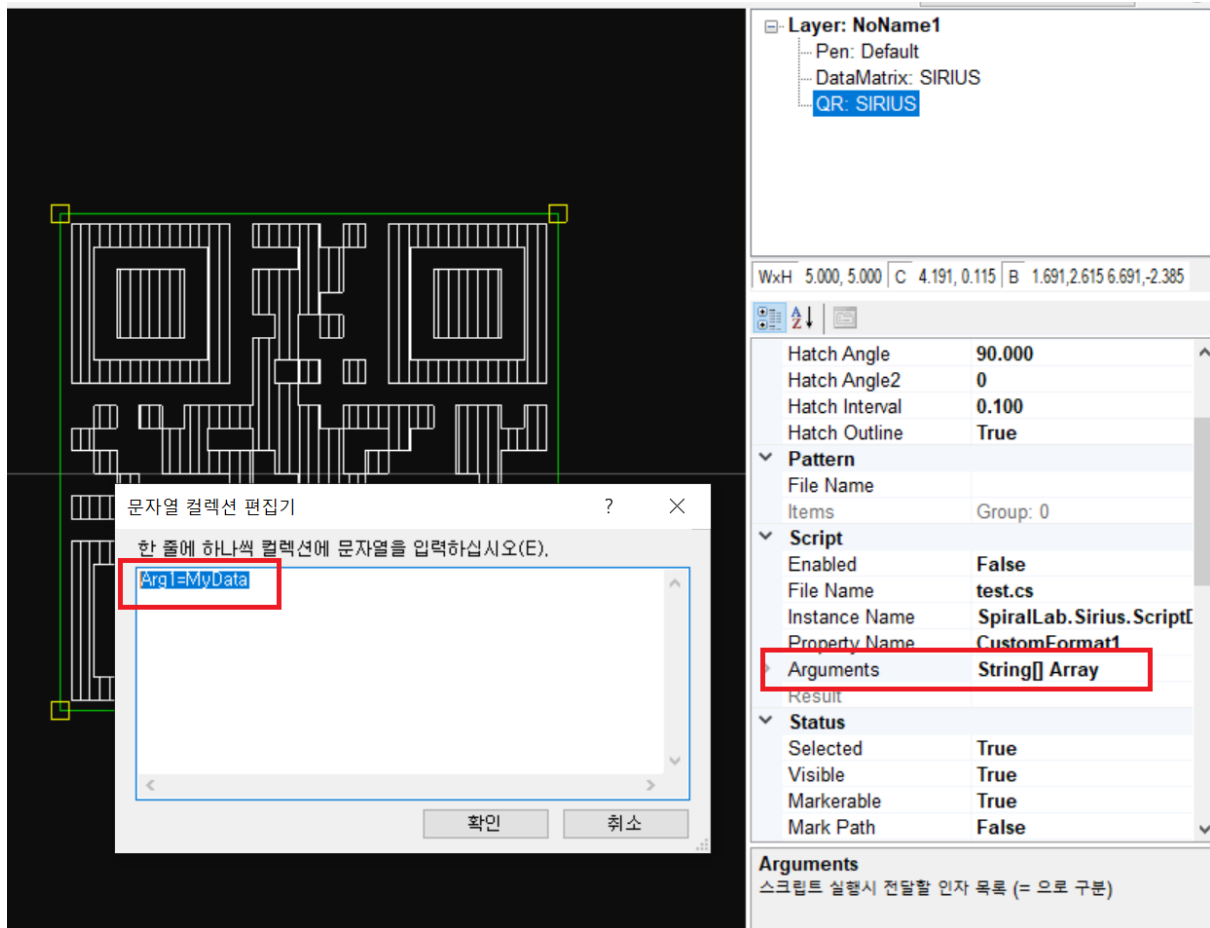 Layer: NoName1
Pen: Default
DataMatrix: SIRIUS
QR: SIRIUS
WxH 5.000, 5.000 C 4.191, 0.115 B 1.691,2.615 6.691,-2.385
Hatch Angle 90.000
Hatch Angle2 0
Hatch Interval 0.100
Hatch Outline True
Pattern
File Name
Items Group: 0
Script
Enabled False
File Name test.cs
Instance Name SpiralLab.Sirius.Script
Property Name CustomFormat1
Arguments String[] Array
Result
Status
Selected True
Visible True
Markerable True
Mark Path False
Arguments
스크립트 실행시 전달할 인자 목록 (= 으로 구분)
문자열 컬렉션 편집기 ?
한 줄에 하나씩 컬렉션에 문자열을 입력하십시오(E).
Arg1=MyData
확인 취소